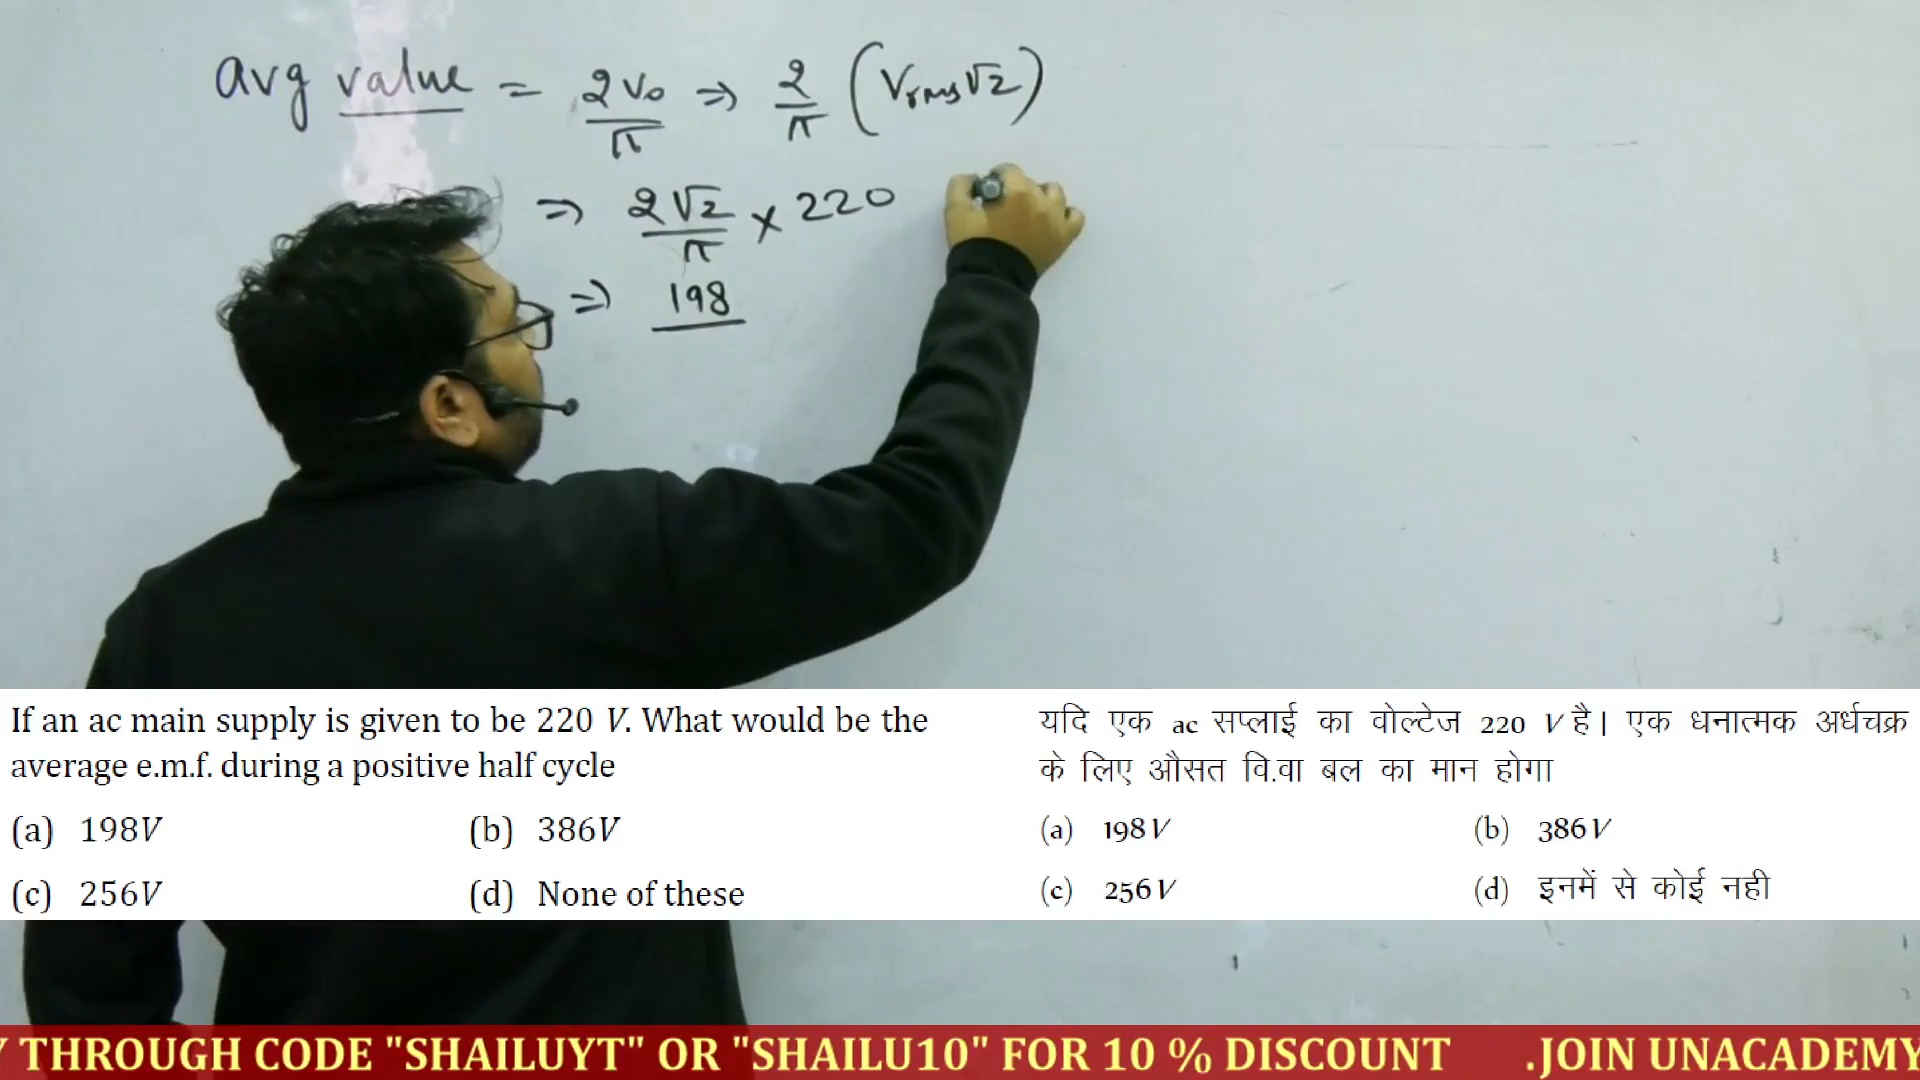 avg value = 2V₀/π ⇒ 2/π (Vrms√2)
⇒ 2√2/π × 220
⇒ 198
If an ac main supply is given to be 220 V. What would be the
average e.m.f. during a positive half cycle
(a) 198V (b) 386V
(c) 256V (d) None of these
यदि एक ac सप्लाई का वोल्टेज 220 V है। एक धनात्मक अर्धचक्र
के लिए औसत वि.वा बल का मान होगा
(a) 198V (b) 386V
(c) 256V (d) इनमें से कोई नही
Y THROUGH CODE "SHAILUYT" OR "SHAILU10" FOR 10 % DISCOUNT .JOIN UNACADEMY